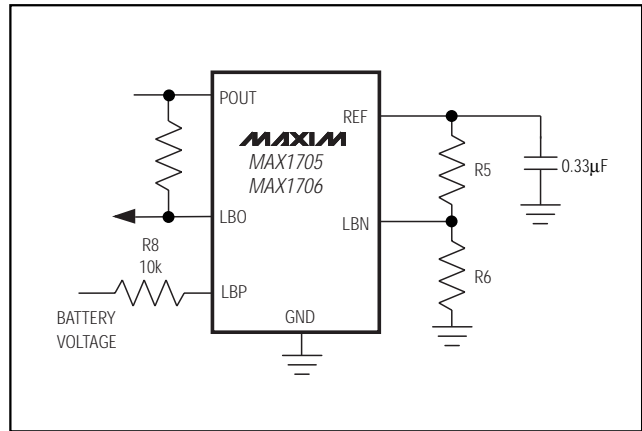 POUT
REF
MAXIM
MAX1705
MAX1706
R5
0.33µF
LBO
LBN
R8
10k
R6
LBP
BATTERY
VOLTAGE
GND